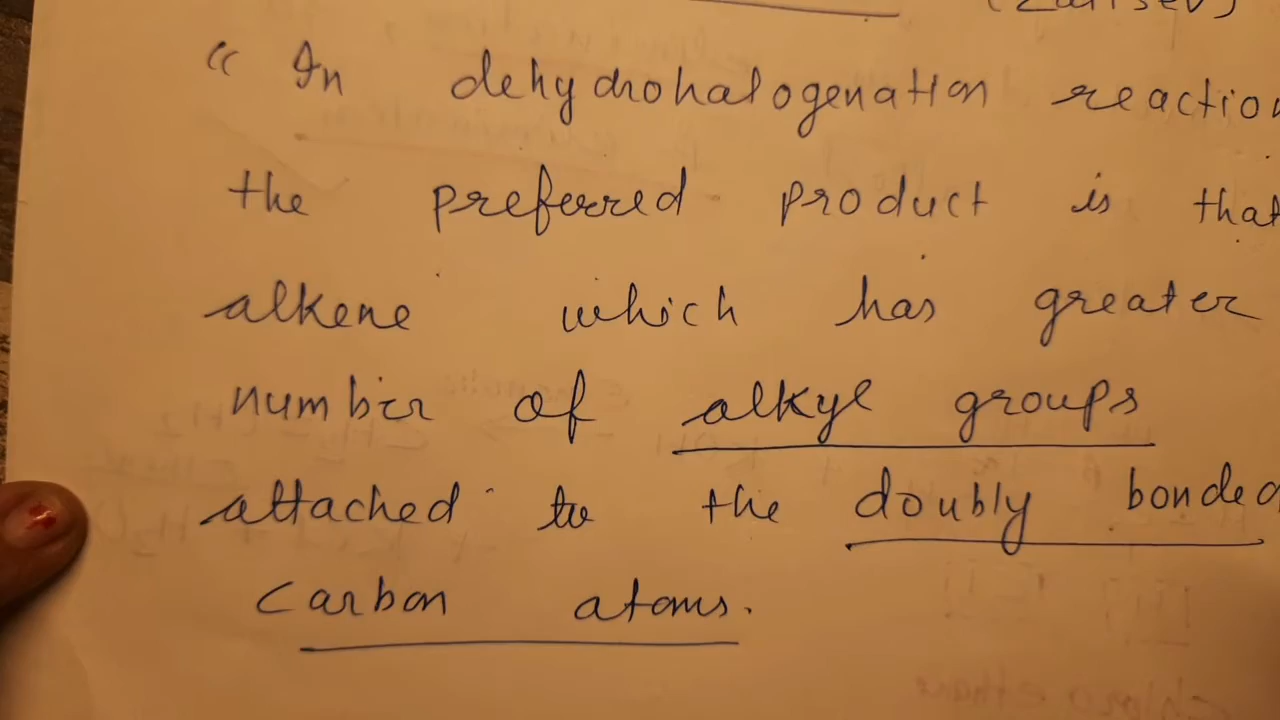 (Zaitsev)
“ In dehydrohalogenation reaction
the preferred product is that
alkene which has greater
number of alkyl groups
attached to the doubly bonded
carbon atoms.